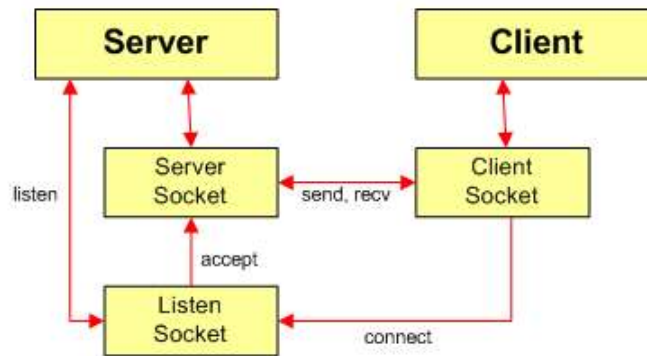 Server
Client
Server
Socket
Client
Socket
listen
send, recv
accept
Listen
Socket
connect